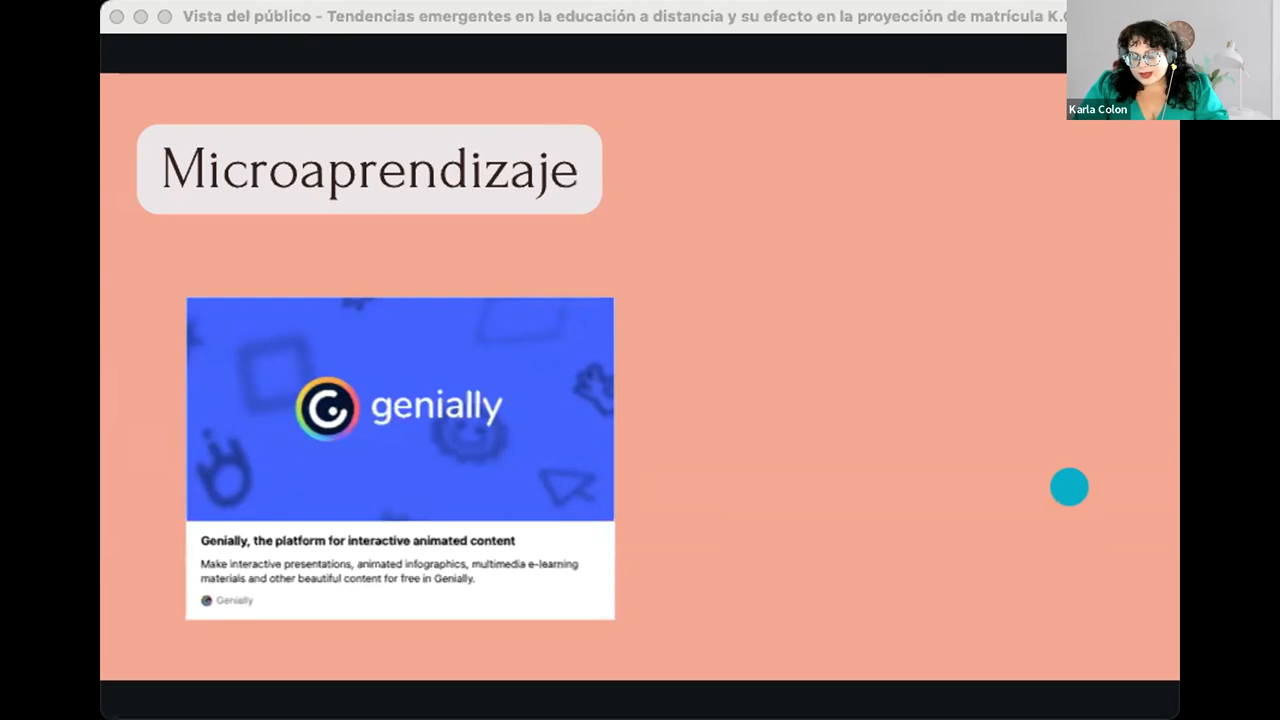 Vista del público - Tendencias emergentes en la educación a distancia y su efecto en la proyección de matrícula K.
Karla Colon
Microaprendizaje
genially
Genially, the platform for interactive animated content
Make interactive presentations, animated infographics, multimedia e-learning
materials and other beautiful content for free in Genially.
Genially